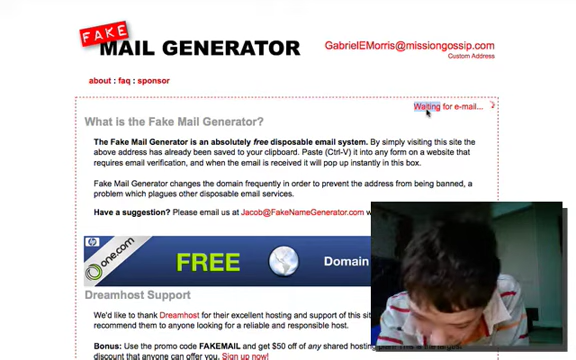 FAKE
MAIL GENERATOR
GabrielEMorris@missiongossip.com
Custom Address
about : faq : sponsor
Waiting for e-mail...
What is the Fake Mail Generator?
The Fake Mail Generator is an absolutely free disposable email system. By simply visiting this site the
above address has already been saved to your clipboard. Paste (Ctrl-V) it into any form on a website that
requires email verification, and when the email is received it will pop up instantly in this box.
Fake Mail Generator changes the domain frequently in order to prevent the address from being banned, a
problem which plagues other disposable email services.
Have a suggestion? Please email us at Jacob@FakeNameGenerator.com
hp
one.com
FREE
Domain
Dreamhost Support
We'd like to thank Dreamhost for their excellent hosting and support of this
recommend them to anyone looking for a reliable and responsible host.
Bonus: Use the promo code FAKEMAIL and get $50 off of any shared hosting
discount that anyone can offer you. Sign up now!